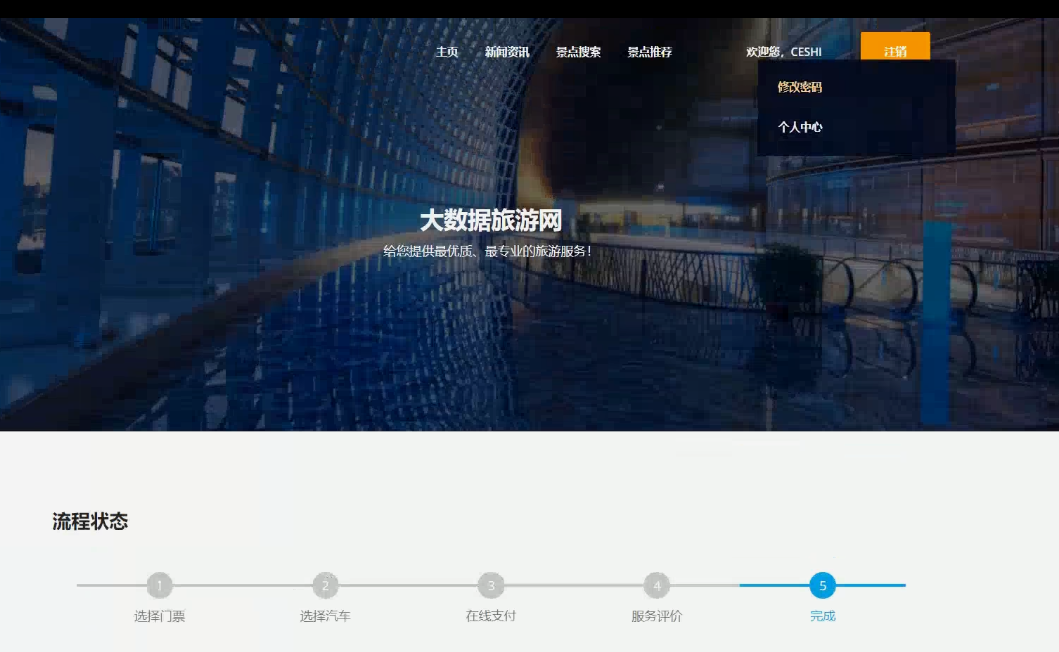 主页 新闻资讯 景点搜索 景点推荐 欢迎您，CESHI 注销
修改密码
个人中心
大数据旅游网
给您提供最优质、最专业的旅游服务！
流程状态
1 2 3 4 5
选择门票 选择汽车 在线支付 服务评价 完成